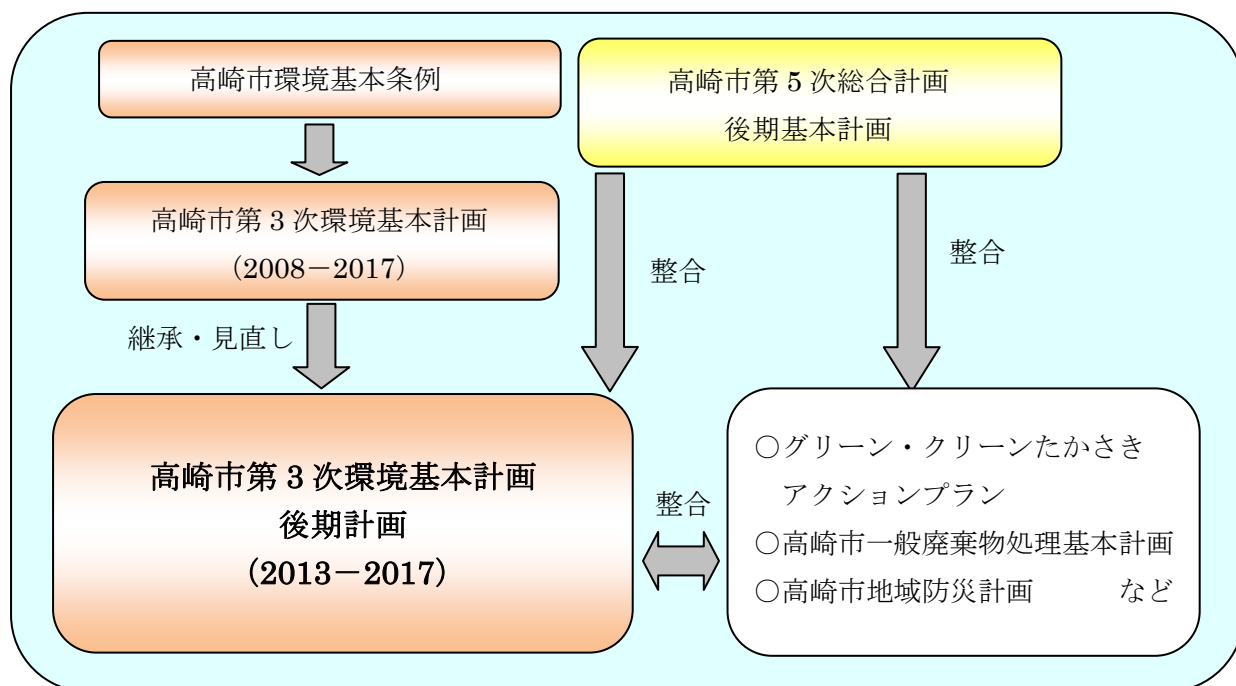 高崎市環境基本条例
高崎市第5次総合計画
後期基本計画
高崎市第3次環境基本計画
(2008－2017)
整合
整合
継承・見直し
高崎市第3次環境基本計画
後期計画
(2013－2017)
整合
○グリーン・クリーンたかさき
アクションプラン
○高崎市一般廃棄物処理基本計画
○高崎市地域防災計画　　　など